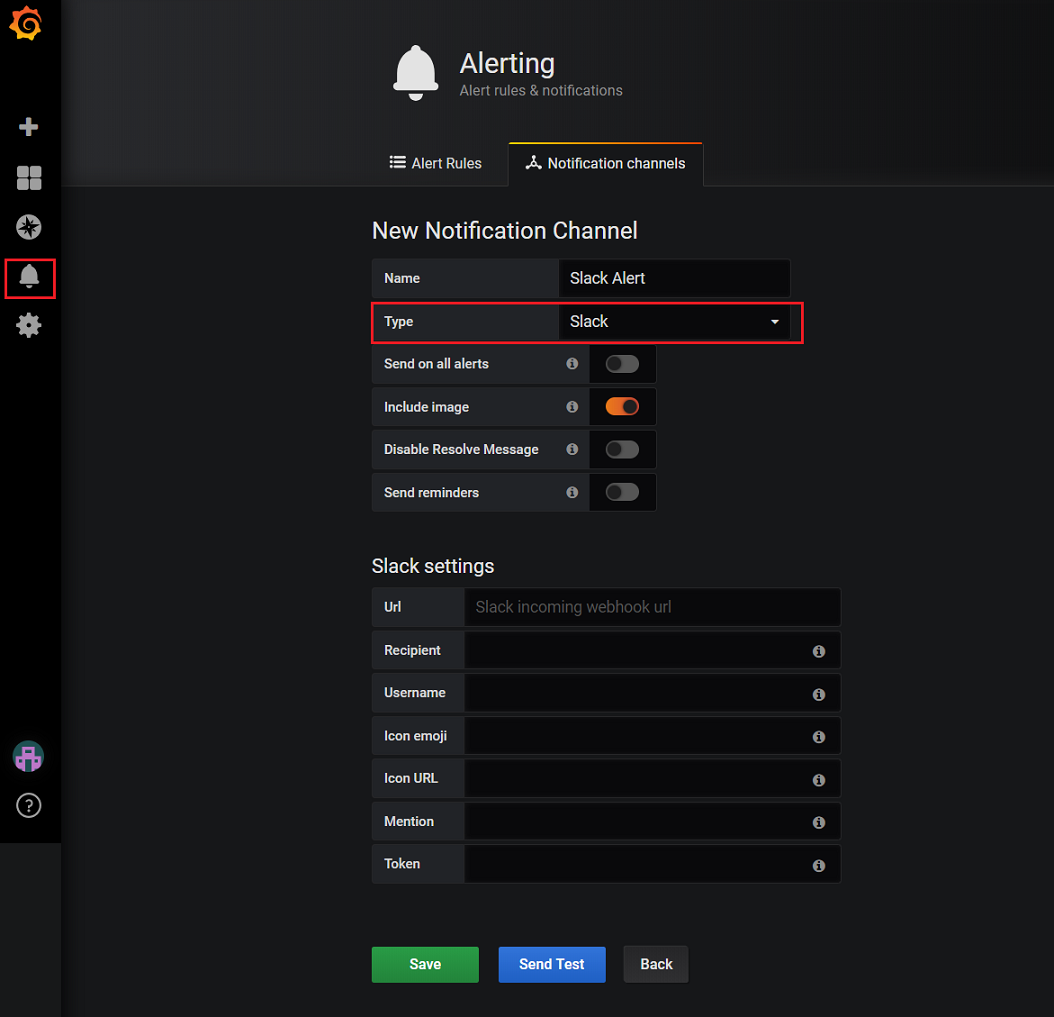 Alerting
Alert rules & notifications
Alert Rules
Notification channels
New Notification Channel
Name Slack Alert
Type Slack
Send on all alerts
Include image
Disable Resolve Message
Send reminders
Slack settings
Url Slack incoming webhook url
Recipient
Username
Icon emoji
Icon URL
Mention
Token
Save Send Test Back